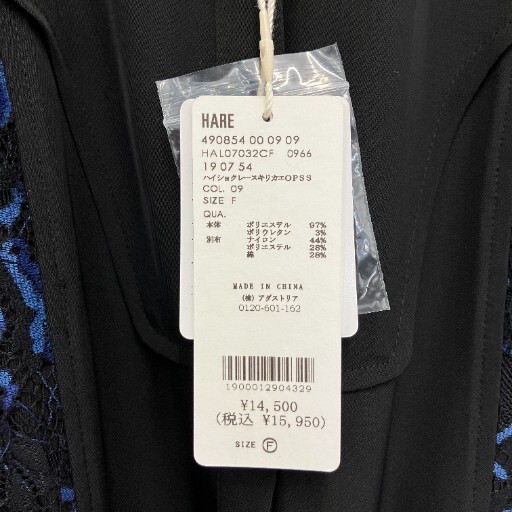 HARE
490854 00 09 09
HAL07032CF 0966
19 07 54
ハイショクレースキリカエOPSS
COL. 09
SIZE F
QUA.
本体 ポリエステル 97%
ポリウレタン 3%
別布 ナイロン 44%
ポリエステル 28%
綿 28%
MADE IN CHINA
(株) アダストリア
0120-601-162
1900012904329
¥14,500
(税込 ¥15,950)
SIZE F